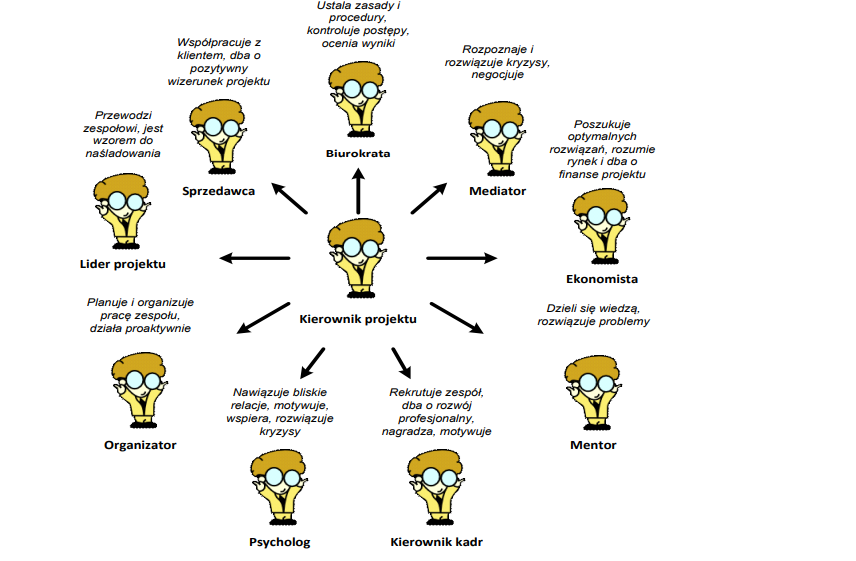 Ustala zasady i
procedury,
kontroluje postępy,
ocenia wyniki
Biurokrata
Współpracuje z
klientem, dba o
pozytywny
wizerunek projektu
Sprzedawca
Rozpoznaje i
rozwiązuje kryzysy,
negocjuje
Mediator
Przewodzi
zespołowi, jest
wzorem do
naśladowania
Lider projektu
Poszukuje
optymalnych
rozwiązań, rozumie
rynek i dba o
finanse projektu
Ekonomista
Kierownik projektu
Planuje i organizuje
pracę zespołu,
działa proaktywnie
Organizator
Dzieli się wiedzą,
rozwiązuje problemy
Mentor
Nawiązuje bliskie
relacje, motywuje,
wspiera, rozwiązuje
kryzysy
Psycholog
Rekrutuje zespół,
dba o rozwój
profesjonalny,
nagradza, motywuje
Kierownik kadr